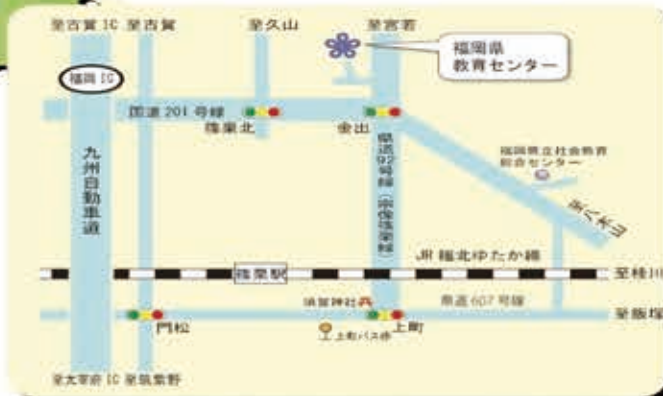 至古賀IC 至古賀 至久山 至宮若
福岡県
教育センター
福岡IC
国道201号線
篠栗北
金出
九州自動車道
県道92号線(宗像篠栗線)
福岡県立社会教育
総合センター
至八木山
JR福北ゆたか線
篠栗駅
至桂川
須賀神社
県道607号線
至飯塚
門松
上町バス停
上町
至太宰府IC 至筑紫野